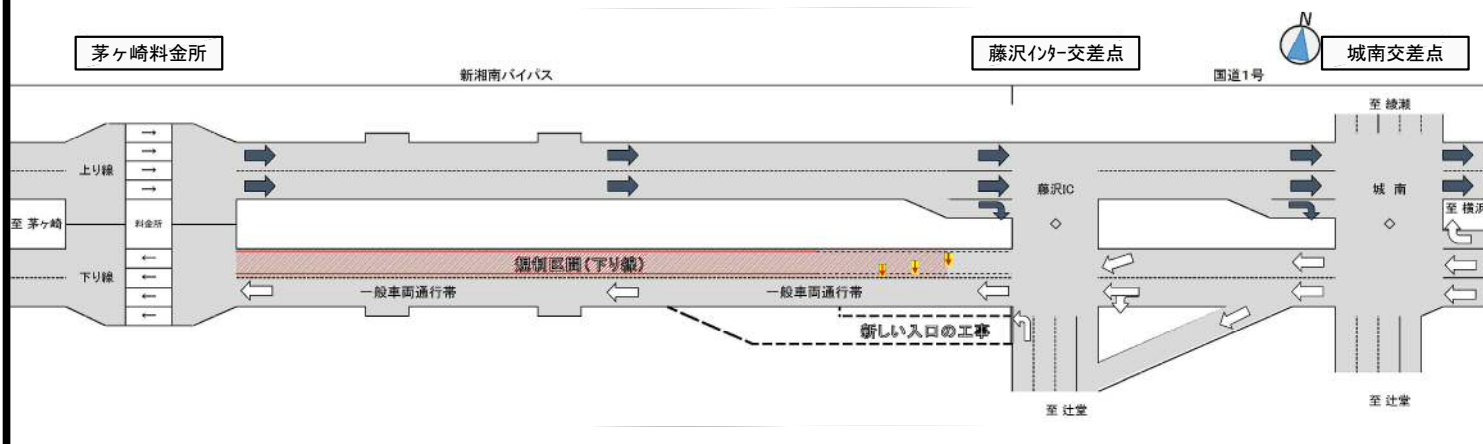 N
茅ヶ崎料金所
藤沢インター交差点
城南交差点
新湘南バイパス
国道1号
至 綾瀬
上り線
藤沢IC
城 南
至 茅ヶ崎
料金所
至 横浜
規制区間(下り線)
下り線
一般車両通行帯
一般車両通行帯
新しい入口の工事
至 辻堂
至 辻堂